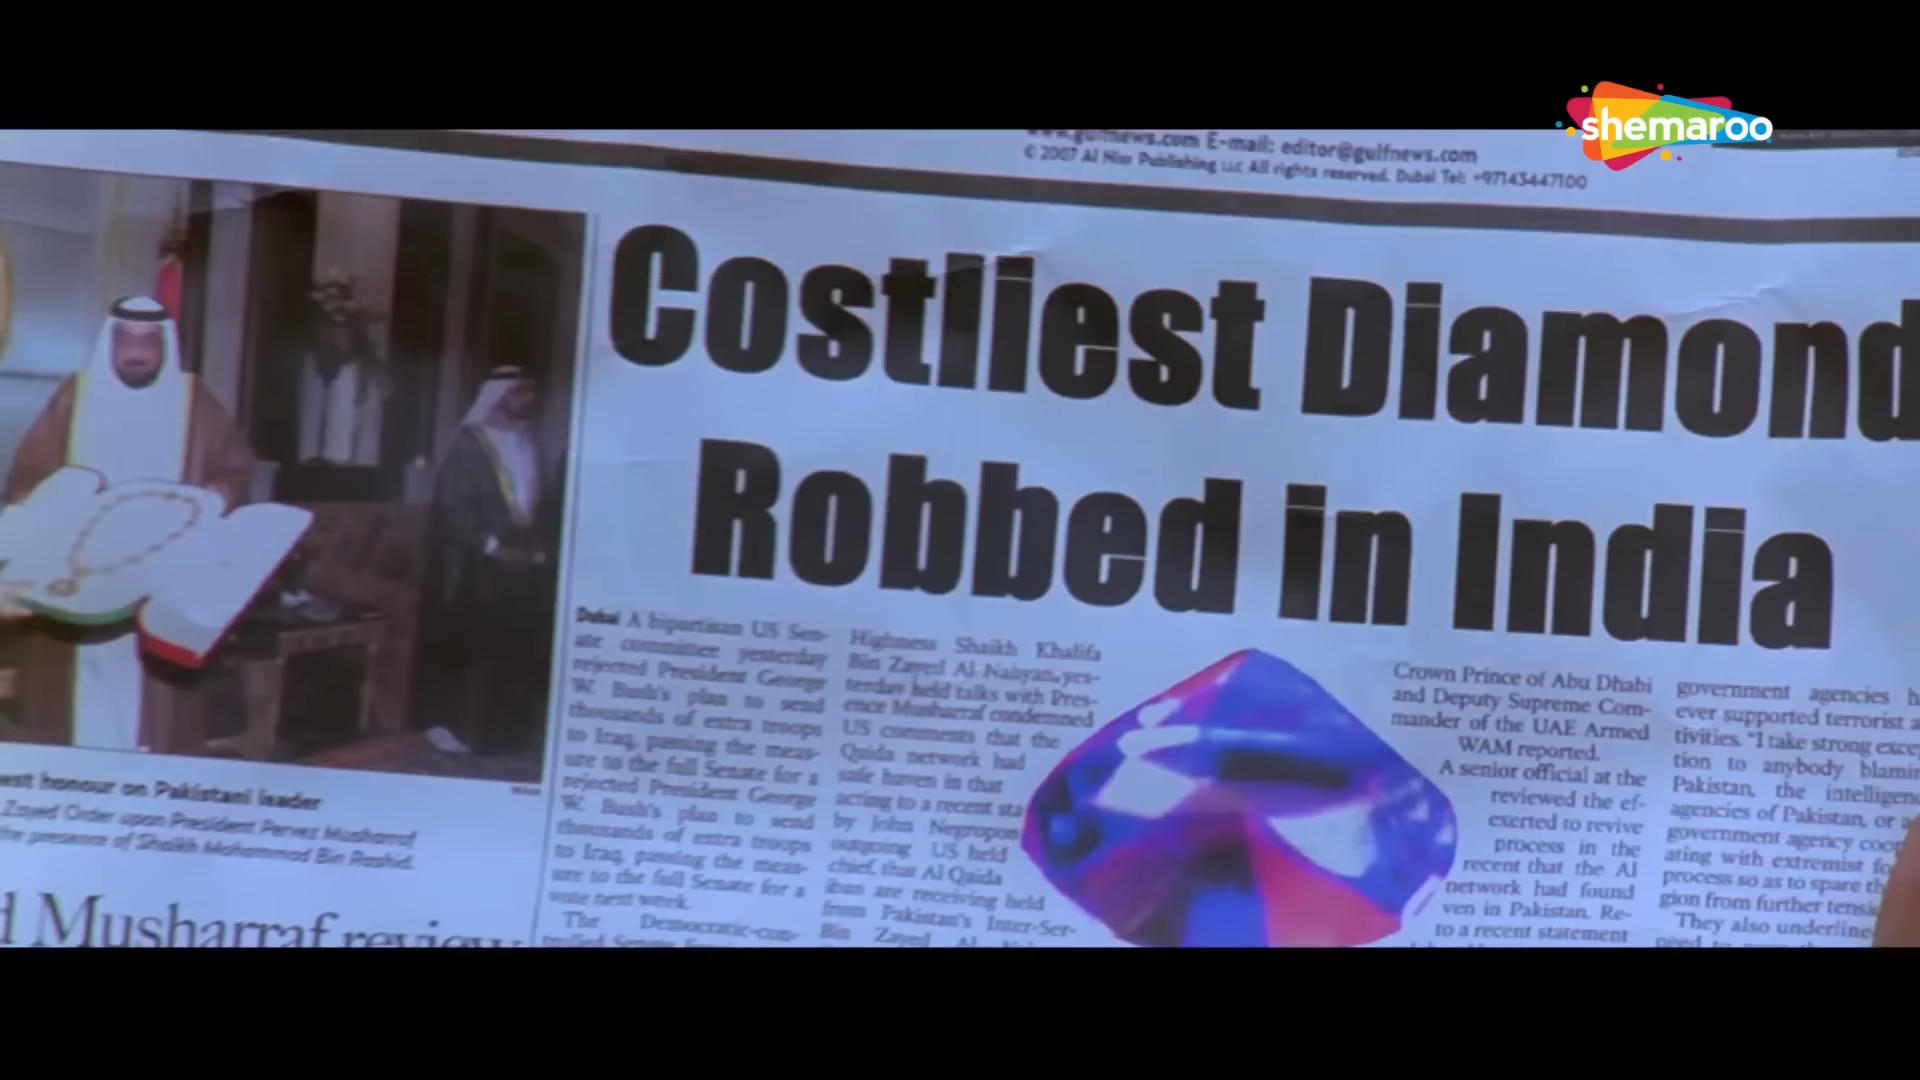 shemaroo
www.gulfnews.com E-mail: editor@gulfnews.com
© 2007 Al Nisr Publishing LLC All rights reserved. Dubai Tel: +97143447100
Costliest Diamond
Robbed in India
est honour on Pakistani leader
Zayed Order upon President Pervez Musharraf
he presence of Shaikh Mohammad Bin Rashid.
d Musharraf review
Dubai A bipartisan US Sen-
ate committee yesterday
rejected President George
W. Bush's plan to send
thousands of extra troops
to Iraq, passing the meas-
ure to the full Senate for a
rejected President George
W. Bush's plan to send
thousands of extra troops
to Iraq, passing the meas-
ure to the full Senate for a
vote next week.
The Democratic-con-
trolled Senate
Highness Shaikh Khalifa
Bin Zayed Al Nahyan, yes-
terday held talks with Pres-
ence Musharraf condemned
US comments that the
Qaida network had
safe haven in that
acting to a recent sta
by John Negropon
outgoing US held
chief, that Al Qaida
iban are receiving held
from Pakistan's Inter-Ser-
Bin Zayed Al
Crown Prince of Abu Dhabi
and Deputy Supreme Com-
mander of the UAE Armed
WAM reported.
A senior official at the
reviewed the ef-
exerted to revive
process in the
recent that the Al
network had found
ven in Pakistan. Re-
to a recent statement
government agencies h
ever supported terrorist a
tivities. "I take strong excep
tion to anybody blamin
Pakistan, the intelligenc
agencies of Pakistan, or a
government agency coop
ating with extremist fo
process so as to spare th
gion from further tensi
They also underline
need to